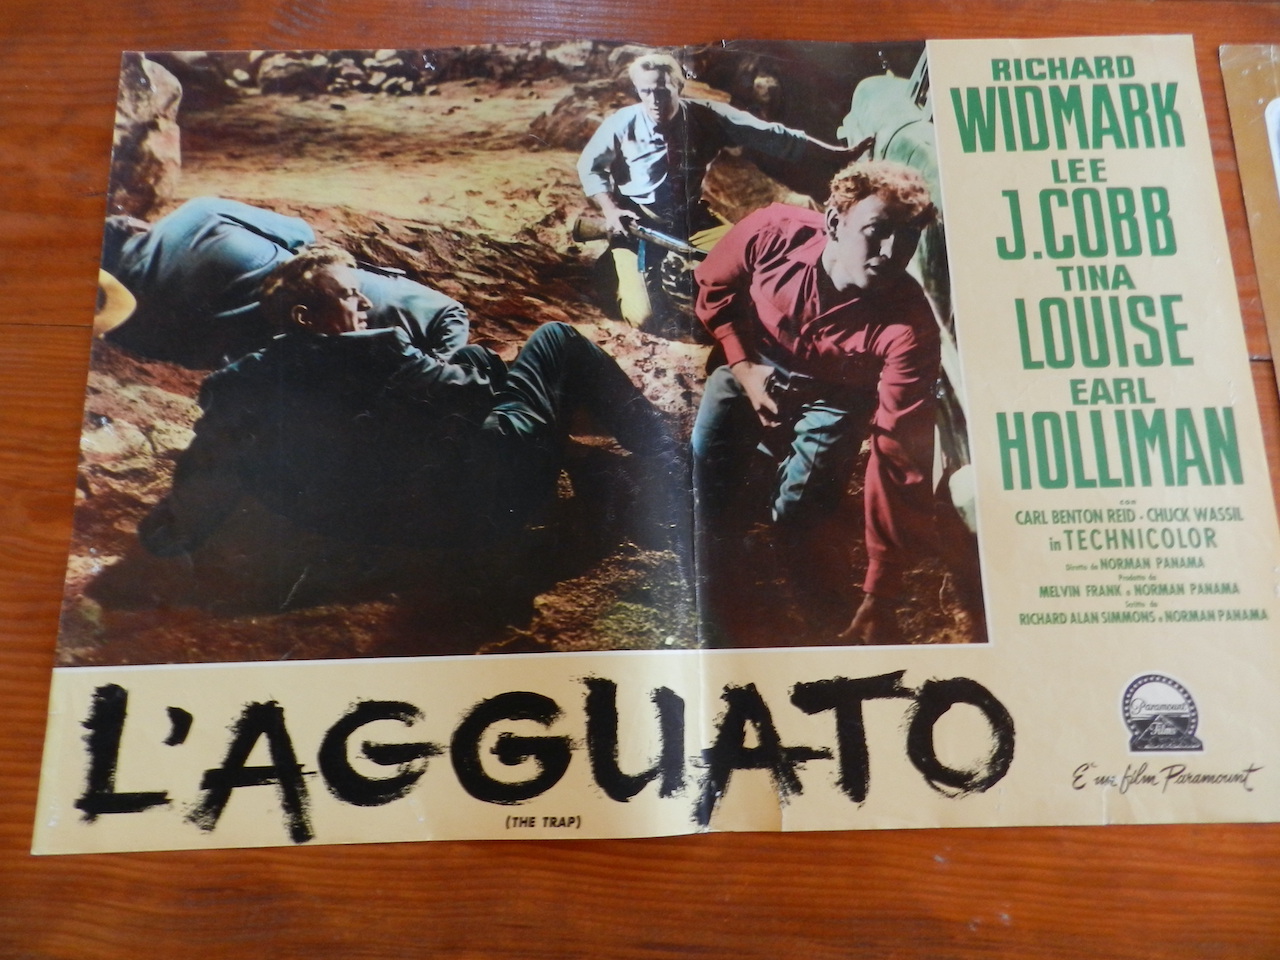 RICHARD
WIDMARK
LEE
J.COBB
TINA
LOUISE
EARL
HOLLIMAN
con
CARL BENTON REID - CHUCK WASSIL
in TECHNICOLOR
Diretto da NORMAN PANAMA
Prodotto da
MELVIN FRANK e NORMAN PANAMA
Scritto da
RICHARD ALAN SIMMONS e NORMAN PANAMA
L'AGGUATO
(THE TRAP)
Paramount
Films
È un film Paramount